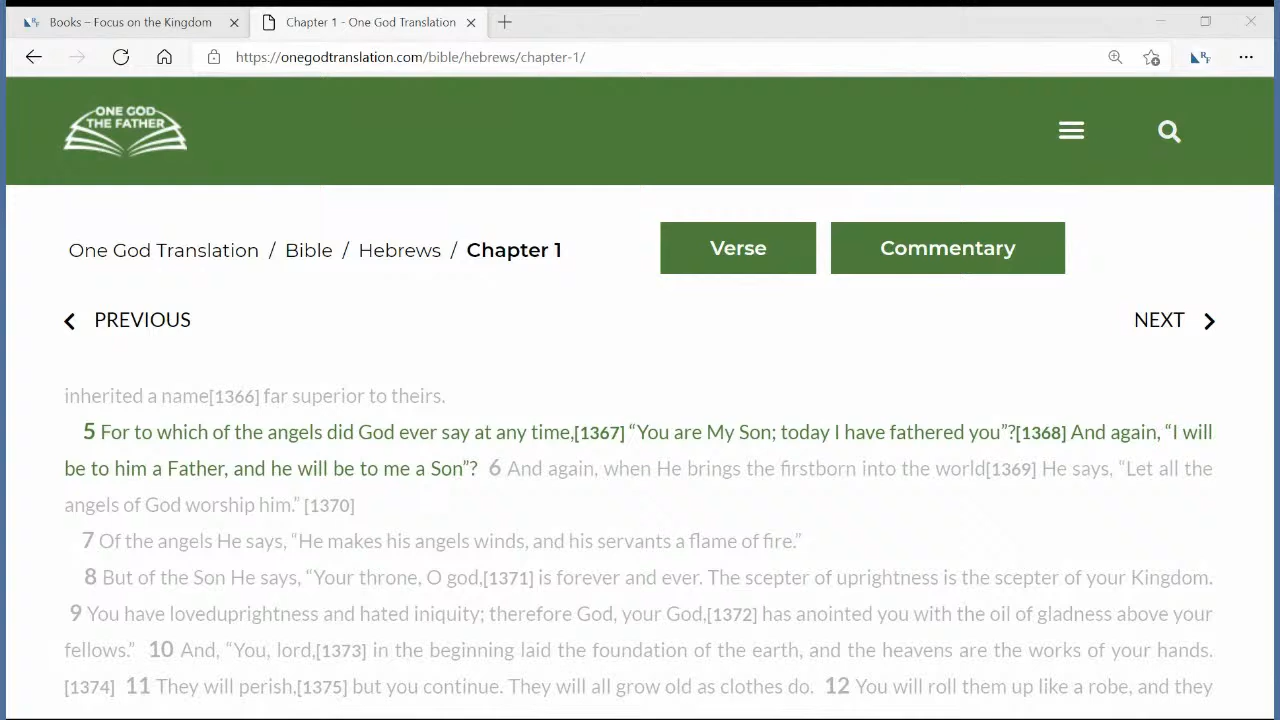 Books – Focus on the Kingdom
Chapter 1 - One God Translation
https://onegodtranslation.com/bible/hebrews/chapter-1/
ONE GOD
THE FATHER
One God Translation / Bible / Hebrews / Chapter 1
Verse
Commentary
PREVIOUS
NEXT
inherited a name[1366] far superior to theirs.
5 For to which of the angels did God ever say at any time,[1367] “You are My Son; today I have fathered you”?[1368] And again, “I will
be to him a Father, and he will be to me a Son”? 6 And again, when He brings the firstborn into the world[1369] He says, “Let all the
angels of God worship him.” [1370]
7 Of the angels He says, “He makes his angels winds, and his servants a flame of fire.”
8 But of the Son He says, “Your throne, O god,[1371] is forever and ever. The scepter of uprightness is the scepter of your Kingdom.
9 You have loveduprightness and hated iniquity; therefore God, your God,[1372] has anointed you with the oil of gladness above your
fellows.” 10 And, “You, lord,[1373] in the beginning laid the foundation of the earth, and the heavens are the works of your hands.
[1374] 11 They will perish,[1375] but you continue. They will all grow old as clothes do. 12 You will roll them up like a robe, and they